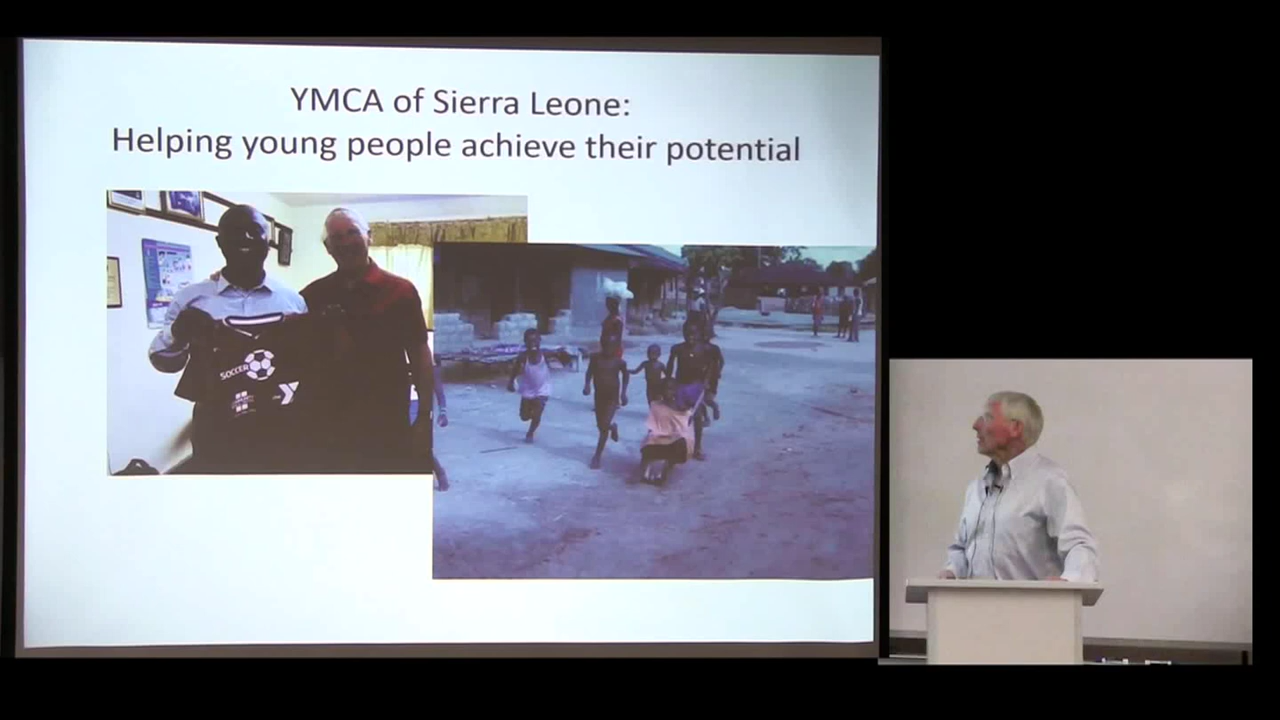 YMCA of Sierra Leone:
Helping young people achieve their potential
SOCCER